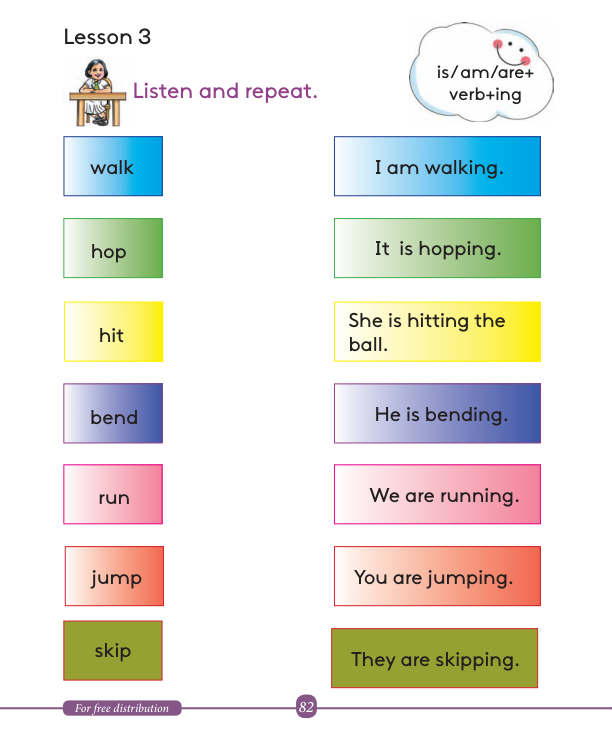 Lesson 3
Listen and repeat.
is/am/are+
verb+ing
walk
I am walking.
hop
It is hopping.
hit
She is hitting the
ball.
bend
He is bending.
run
We are running.
jump
You are jumping.
skip
They are skipping.
For free distribution
82